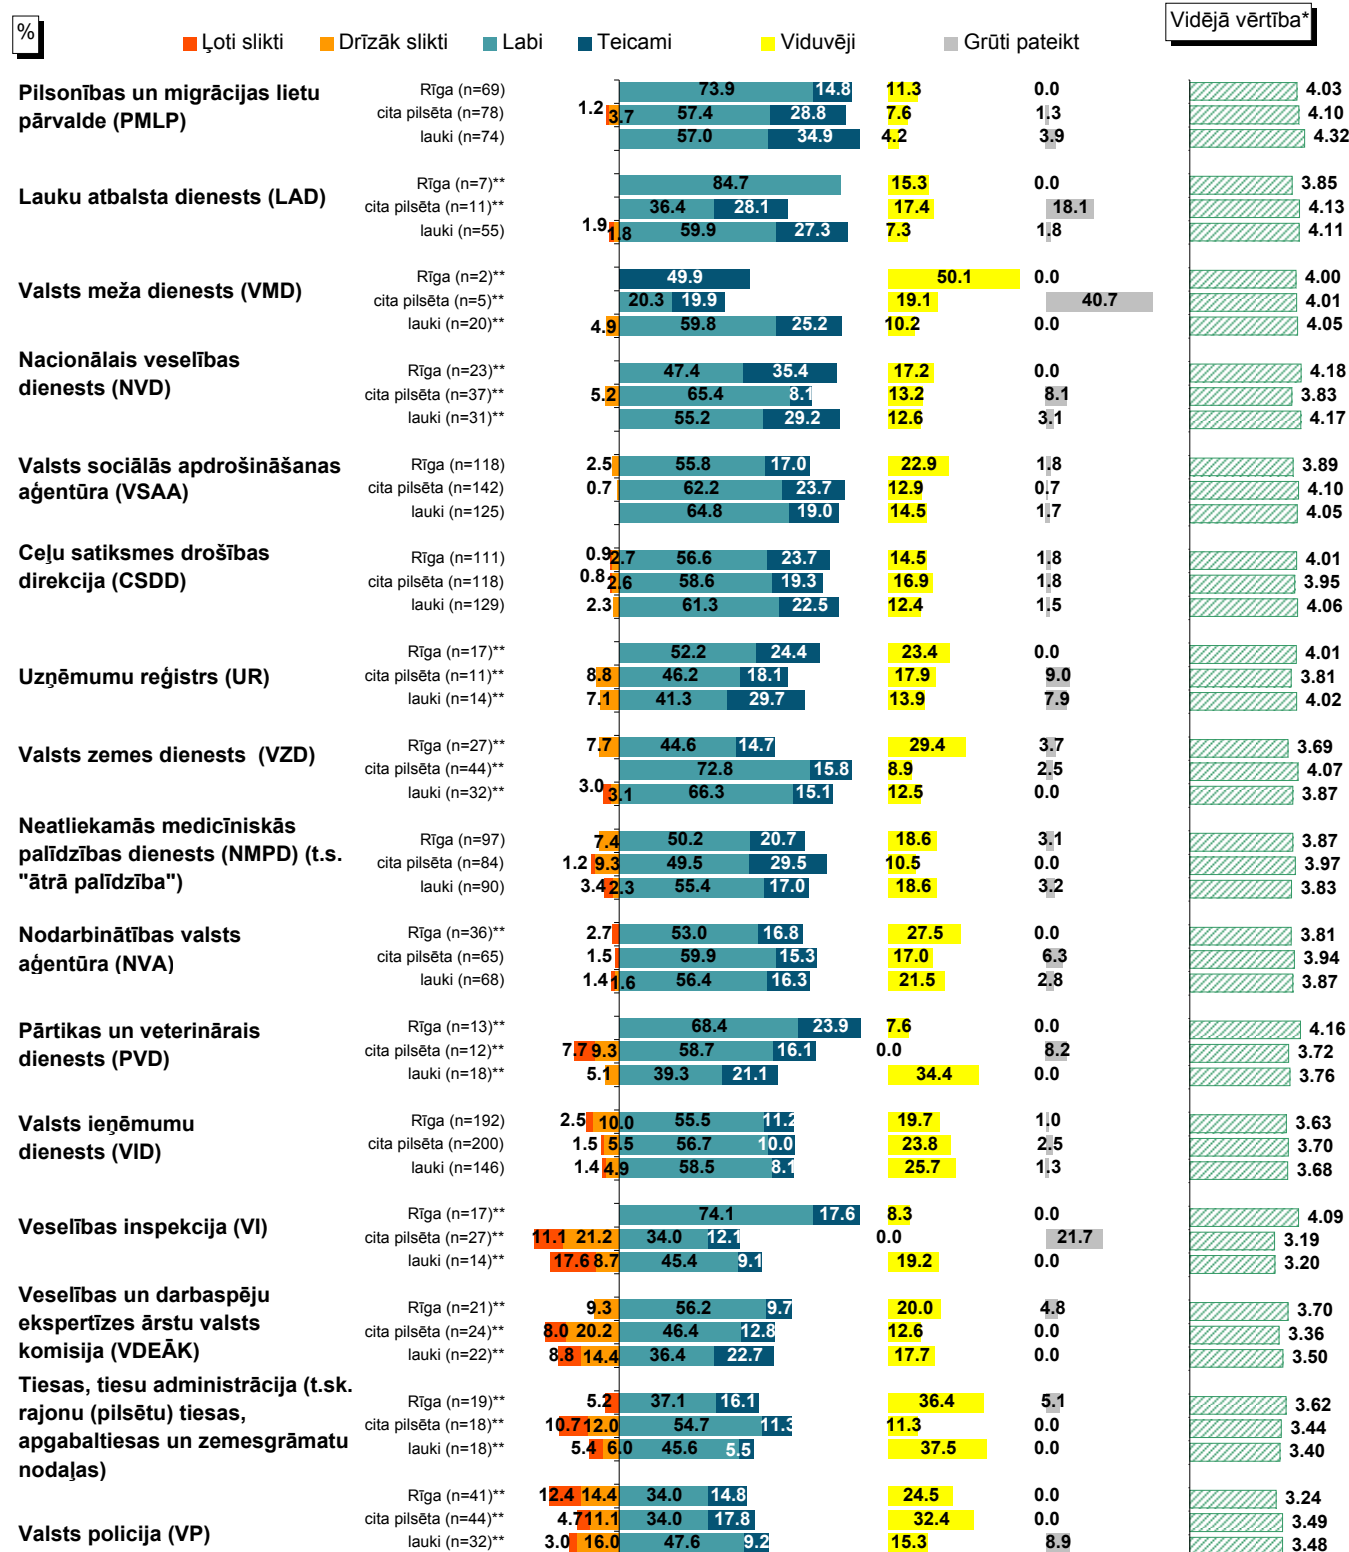 % Vidējā vērtība*
Ļoti slikti Drīzāk slikti Labi Teicami Viduvēji Grūti pateikt
Pilsonības un migrācijas lietu
pārvalde (PMLP)
Rīga (n=69) 73.9 14.8 11.3 0.0 4.03
cita pilsēta (n=78) 1.2 3.7 57.4 28.8 7.6 1.3 4.10
lauki (n=74) 57.0 34.9 4.2 3.9 4.32
Lauku atbalsta dienests (LAD)
Rīga (n=7)** 84.7 15.3 0.0 3.85
cita pilsēta (n=11)** 36.4 28.1 17.4 18.1 4.13
lauki (n=55) 1.9 1.8 59.9 27.3 7.3 1.8 4.11
Valsts meža dienests (VMD)
Rīga (n=2)** 49.9 50.1 0.0 4.00
cita pilsēta (n=5)** 20.3 19.9 19.1 40.7 4.01
lauki (n=20)** 4.9 59.8 25.2 10.2 0.0 4.05
Nacionālais veselības
dienests (NVD)
Rīga (n=23)** 47.4 35.4 17.2 0.0 4.18
cita pilsēta (n=37)** 5.2 65.4 8.1 13.2 8.1 3.83
lauki (n=31)** 55.2 29.2 12.6 3.1 4.17
Valsts sociālās apdrošināšanas
aģentūra (VSAA)
Rīga (n=118) 2.5 55.8 17.0 22.9 1.8 3.89
cita pilsēta (n=142) 0.7 62.2 23.7 12.9 0.7 4.10
lauki (n=125) 64.8 19.0 14.5 1.7 4.05
Ceļu satiksmes drošības
direkcija (CSDD)
Rīga (n=111) 0.9 2.7 56.6 23.7 14.5 1.8 4.01
cita pilsēta (n=118) 0.8 2.6 58.6 19.3 16.9 1.8 3.95
lauki (n=129) 2.3 61.3 22.5 12.4 1.5 4.06
Uzņēmumu reģistrs (UR)
Rīga (n=17)** 52.2 24.4 23.4 0.0 4.01
cita pilsēta (n=11)** 8.8 46.2 18.1 17.9 9.0 3.81
lauki (n=14)** 7.1 41.3 29.7 13.9 7.9 4.02
Valsts zemes dienests (VZD)
Rīga (n=27)** 7.7 44.6 14.7 29.4 3.7 3.69
cita pilsēta (n=44)** 72.8 15.8 8.9 2.5 4.07
lauki (n=32)** 3.0 3.1 66.3 15.1 12.5 0.0 3.87
Neatliekamās medicīniskās
palīdzības dienests (NMPD) (t.s.
"ātrā palīdzība")
Rīga (n=97) 7.4 50.2 20.7 18.6 3.1 3.87
cita pilsēta (n=84) 1.2 9.3 49.5 29.5 10.5 0.0 3.97
lauki (n=90) 3.4 2.3 55.4 17.0 18.6 3.2 3.83
Nodarbinātības valsts
aģentūra (NVA)
Rīga (n=36)** 2.7 53.0 16.8 27.5 0.0 3.81
cita pilsēta (n=65) 1.5 59.9 15.3 17.0 6.3 3.94
lauki (n=68) 1.4 1.6 56.4 16.3 21.5 2.8 3.87
Pārtikas un veterinārais
dienests (PVD)
Rīga (n=13)** 68.4 23.9 7.6 0.0 4.16
cita pilsēta (n=12)** 7.7 9.3 58.7 16.1 0.0 8.2 3.72
lauki (n=18)** 5.1 39.3 21.1 34.4 0.0 3.76
Valsts ieņēmumu
dienests (VID)
Rīga (n=192) 2.5 10.0 55.5 11.2 19.7 1.0 3.63
cita pilsēta (n=200) 1.5 5.5 56.7 10.0 23.8 2.5 3.70
lauki (n=146) 1.4 4.9 58.5 8.1 25.7 1.3 3.68
Veselības inspekcija (VI)
Rīga (n=17)** 74.1 17.6 8.3 0.0 4.09
cita pilsēta (n=27)** 11.1 21.2 34.0 12.1 0.0 21.7 3.19
lauki (n=14)** 17.6 8.7 45.4 9.1 19.2 0.0 3.20
Veselības un darbaspēju
ekspertīzes ārstu valsts
komisija (VDEĀK)
Rīga (n=21)** 9.3 56.2 9.7 20.0 4.8 3.70
cita pilsēta (n=24)** 8.0 20.2 46.4 12.8 12.6 0.0 3.36
lauki (n=22)** 8.8 14.4 36.4 22.7 17.7 0.0 3.50
Tiesas, tiesu administrācija (t.sk.
rajonu (pilsētu) tiesas,
apgabaltiesas un zemesgrāmatu
nodaļas)
Rīga (n=19)** 5.2 37.1 16.1 36.4 5.1 3.62
cita pilsēta (n=18)** 10.7 12.0 54.7 11.3 11.3 0.0 3.44
lauki (n=18)** 5.4 6.0 45.6 5.5 37.5 0.0 3.40
Valsts policija (VP)
Rīga (n=41)** 12.4 14.4 34.0 14.8 24.5 0.0 3.24
cita pilsēta (n=44)** 4.7 11.1 34.0 17.8 32.4 0.0 3.49
lauki (n=32)** 3.0 16.0 47.6 9.2 15.3 8.9 3.48